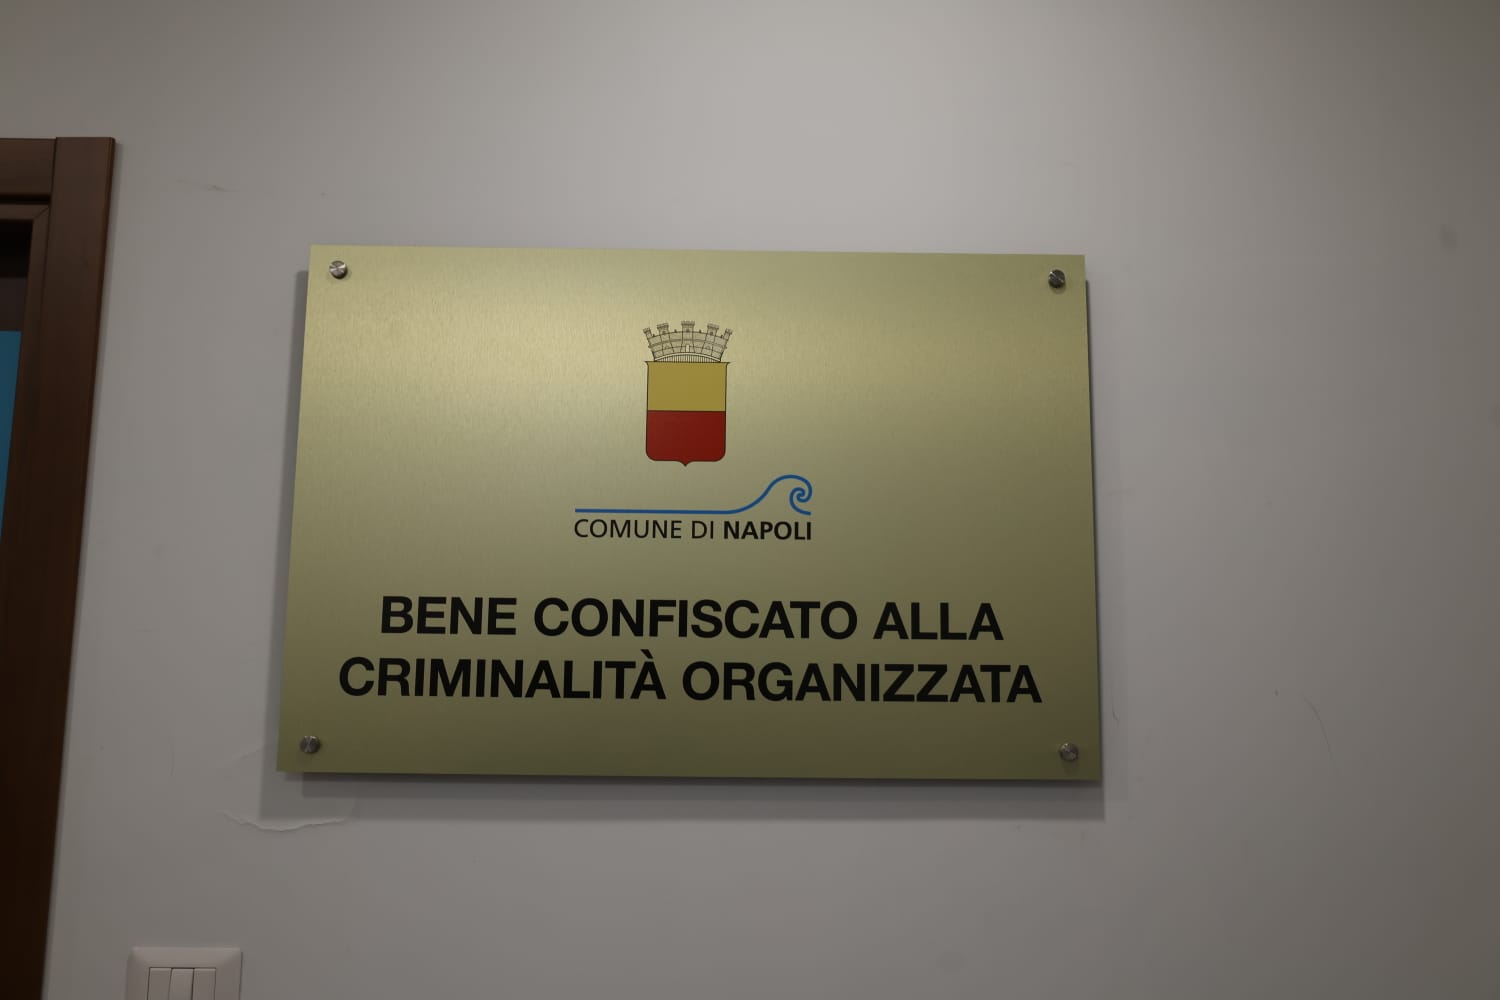 COMUNE DI NAPOLI
BENE CONFISCATO ALLA
CRIMINALITÀ ORGANIZZATA